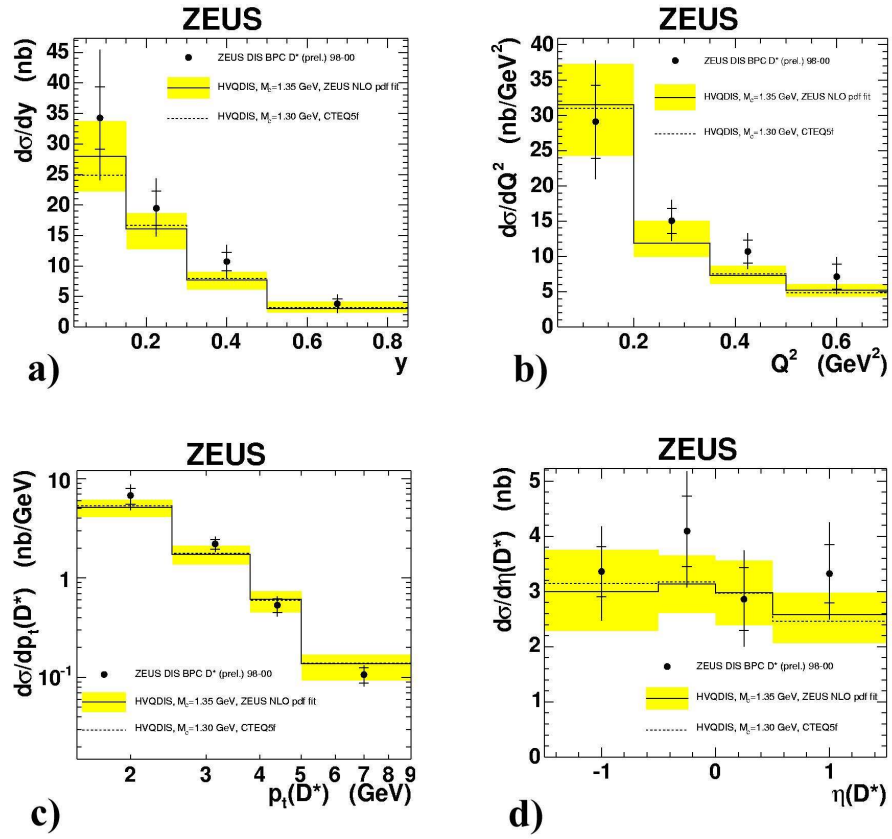 ZEUS
dσ/dy (nb)
45
40
35
30
25
20
15
10
5
0
ZEUS DIS BPC D* (prel.) 98-00
HVQDIS, M_c=1.35 GeV, ZEUS NLO pdf fit
HVQDIS, M_c=1.30 GeV, CTEQ5f
0.2 0.4 0.6 0.8
y
a)
ZEUS
dσ/dQ² (nb/GeV²)
40
35
30
25
20
15
10
5
0
ZEUS DIS BPC D* (prel.) 98-00
HVQDIS, M_c=1.35 GeV, ZEUS NLO pdf fit
HVQDIS, M_c=1.30 GeV, CTEQ5f
0.2 0.4 0.6
Q² (GeV²)
b)
ZEUS
dσ/dp_t(D*) (nb/GeV)
10
1
10⁻¹
ZEUS DIS BPC D* (prel.) 98-00
HVQDIS, M_c=1.35 GeV, ZEUS NLO pdf fit
HVQDIS, M_c=1.30 GeV, CTEQ5f
2 3 4 5 6 7 8 9
p_t(D*) (GeV)
c)
ZEUS
dσ/dη(D*) (nb)
5
4
3
2
1
0
ZEUS DIS BPC D* (prel.) 98-00
HVQDIS, M_c=1.35 GeV, ZEUS NLO pdf fit
HVQDIS, M_c=1.30 GeV, CTEQ5f
-1 0 1
η(D*)
d)